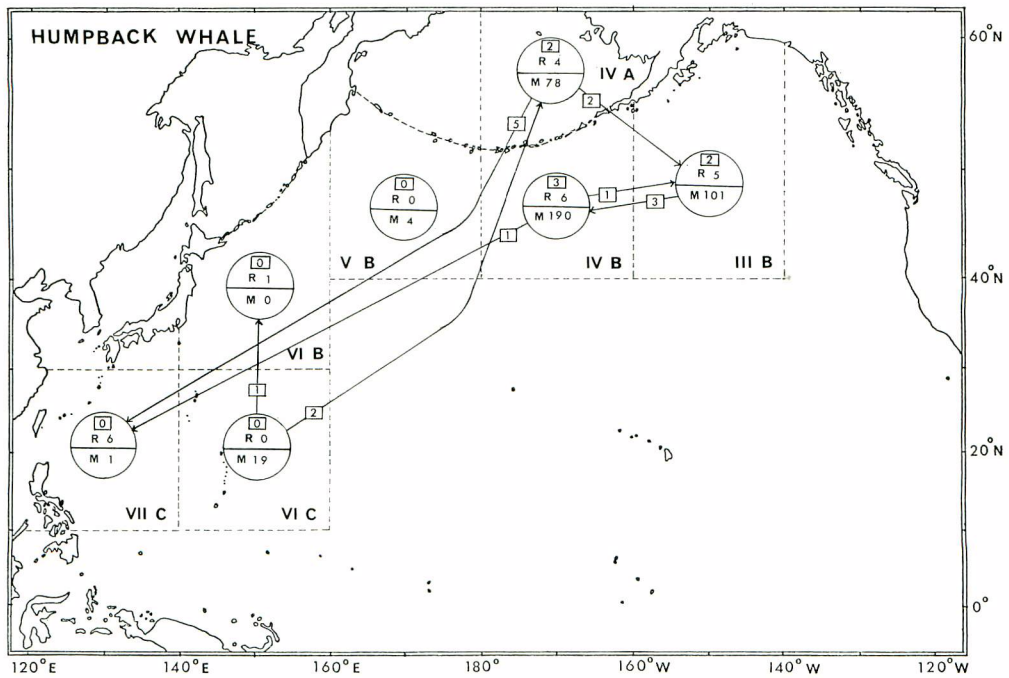 HUMPBACK WHALE
60°N
2
R 4
M 78
IV A
2
5
2
R 5
M 101
0
R 0
M 4
3
R 6
M 190
1
3
1
V B
IV B
III B
40°N
0
R 1
M 0
VI B
1
2
0
R 6
M 1
0
R 0
M 19
20°N
VII C
VI C
0°
120°E
140°E
160°E
180°
160°W
140°W
120°W